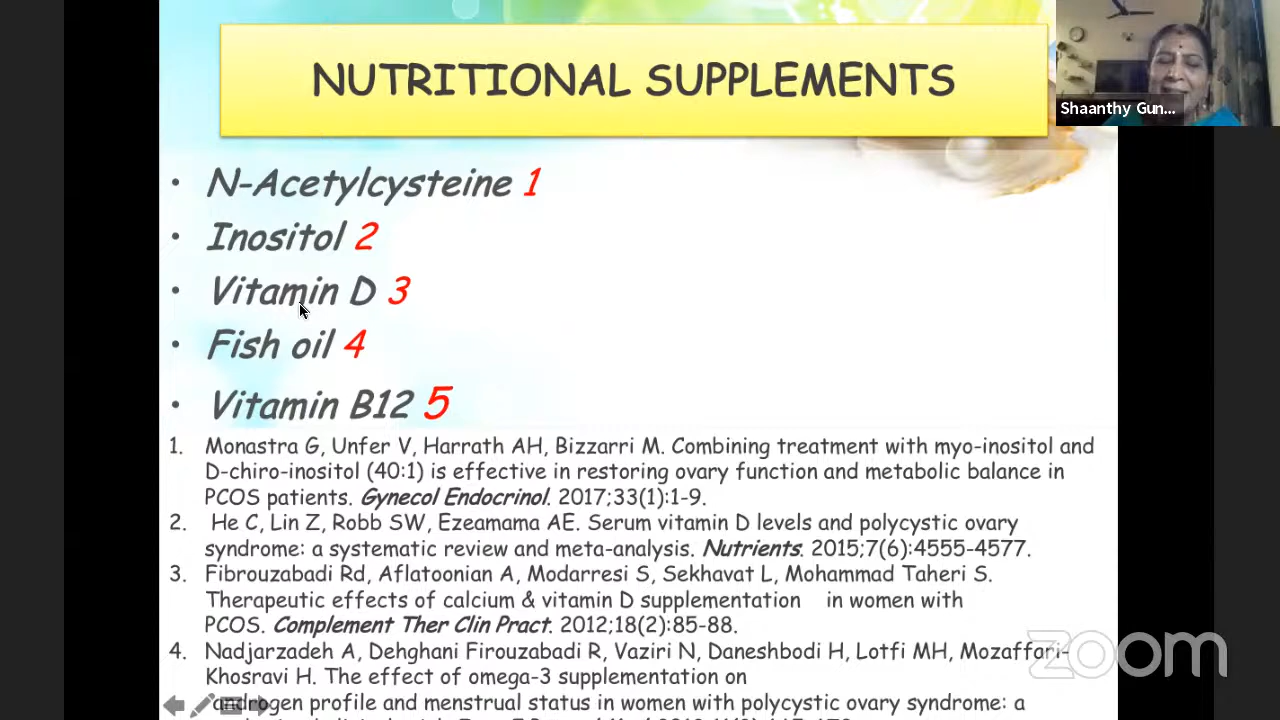 NUTRITIONAL SUPPLEMENTS
Shaanthy Gun...
• N-Acetylcysteine 1
• Inositol 2
• Vitamin D 3
• Fish oil 4
• Vitamin B12 5
1. Monastra G, Unfer V, Harrath AH, Bizzarri M. Combining treatment with myo-inositol and
D-chiro-inositol (40:1) is effective in restoring ovary function and metabolic balance in
PCOS patients. Gynecol Endocrinol. 2017;33(1):1-9.
2. He C, Lin Z, Robb SW, Ezeamama AE. Serum vitamin D levels and polycystic ovary
syndrome: a systematic review and meta-analysis. Nutrients. 2015;7(6):4555-4577.
3. Fibrouzabadi Rd, Aflatoonian A, Modarresi S, Sekhavat L, Mohammad Taheri S.
Therapeutic effects of calcium & vitamin D supplementation in women with
PCOS. Complement Ther Clin Pract. 2012;18(2):85-88.
4. Nadjarzadeh A, Dehghani Firouzabadi R, Vaziri N, Daneshbodi H, Lotfi MH, Mozaffari-
Khosravi H. The effect of omega-3 supplementation on
androgen profile and menstrual status in women with polycystic ovary syndrome: a
zoom